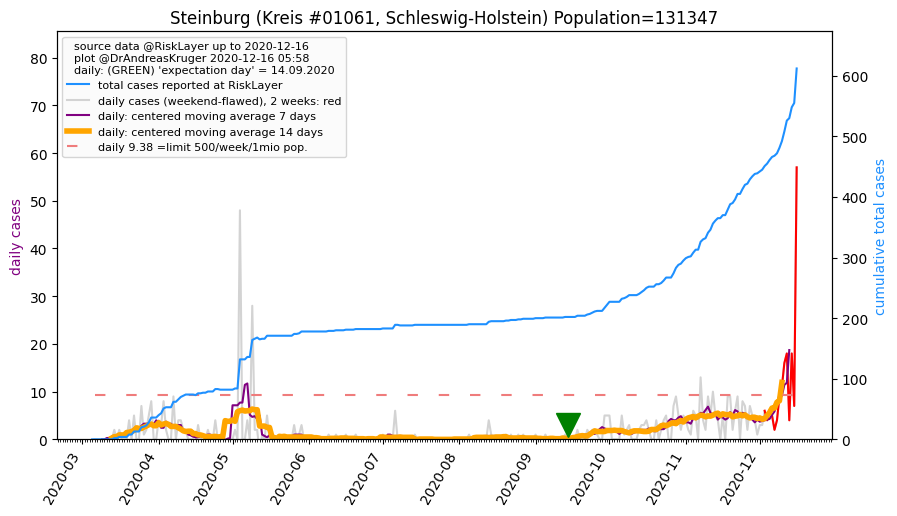 Steinburg (Kreis #01061, Schleswig-Holstein) Population=131347
source data @RiskLayer up to 2020-12-16
plot @DrAndreasKruger 2020-12-16 05:58
daily: (GREEN) 'expectation day' = 14.09.2020
total cases reported at RiskLayer
daily cases (weekend-flawed), 2 weeks: red
daily: centered moving average 7 days
daily: centered moving average 14 days
daily 9.38 =limit 500/week/1mio pop.
daily cases
80
70
60
50
40
30
20
10
0
cumulative total cases
600
500
400
300
200
100
0
2020-03
2020-04
2020-05
2020-06
2020-07
2020-08
2020-09
2020-10
2020-11
2020-12